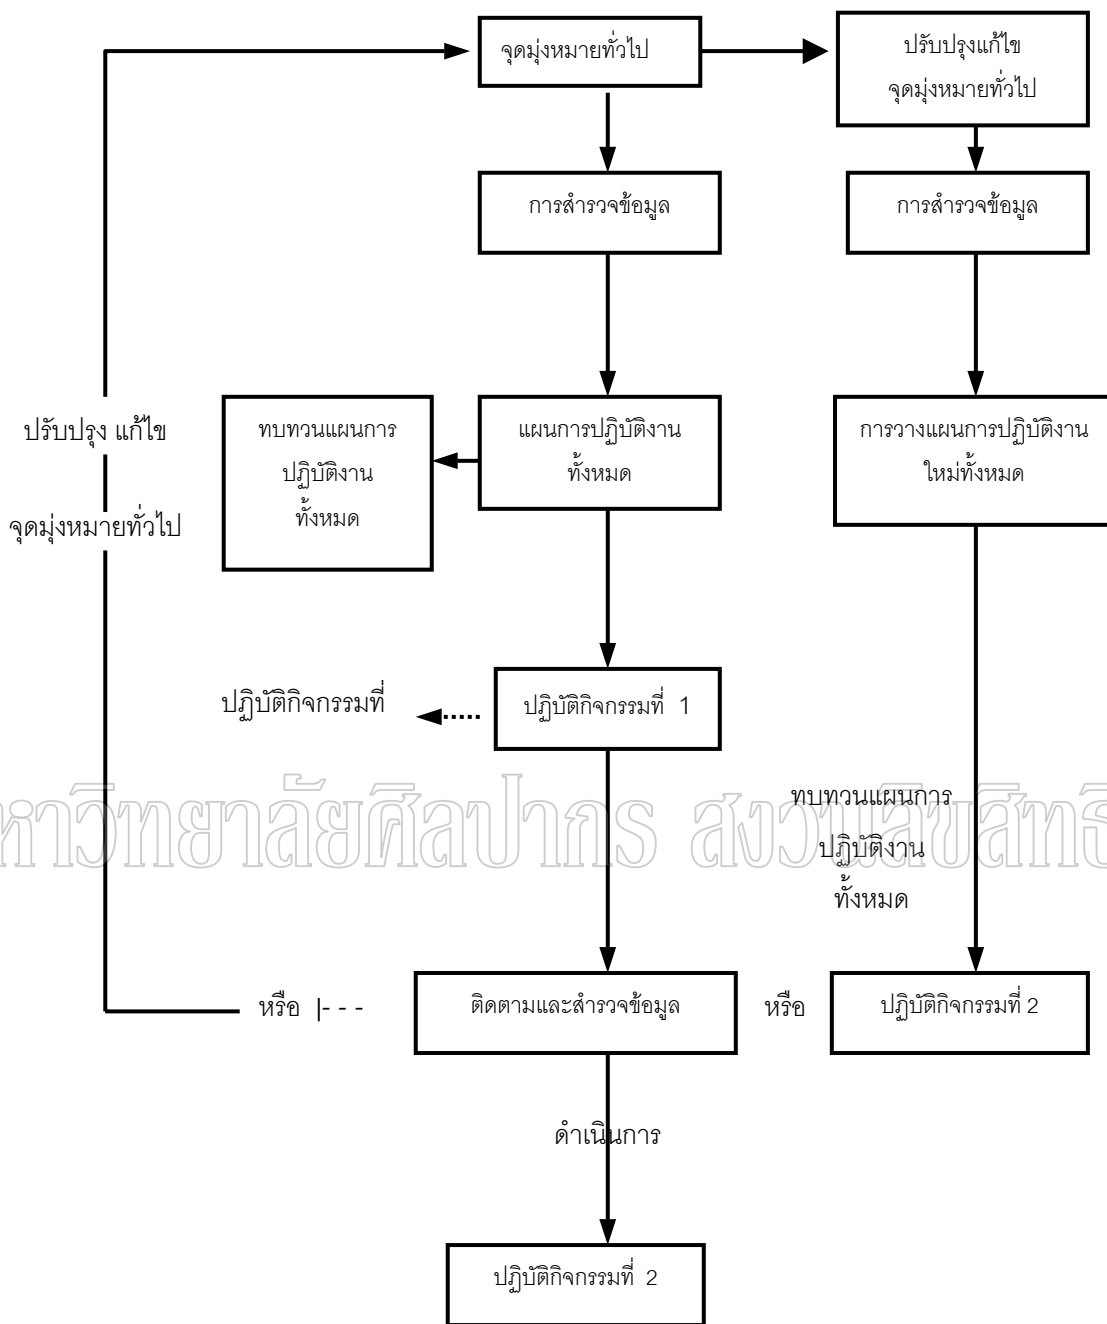 จุดมุ่งหมายทั่วไป
ปรับปรุงแก้ไข
จุดมุ่งหมายทั่วไป
การสำรวจข้อมูล
การสำรวจข้อมูล
ปรับปรุง แก้ไข
จุดมุ่งหมายทั่วไป
ทบทวนแผนการ
ปฏิบัติงาน
ทั้งหมด
แผนการปฏิบัติงาน
ทั้งหมด
การวางแผนการปฏิบัติงาน
ใหม่ทั้งหมด
ปฏิบัติกิจกรรมที่
ปฏิบัติกิจกรรมที่ 1
ทบทวนแผนการ
ปฏิบัติงาน
ทั้งหมด
หาวิทยาลัยศิลปากร สงวนลิขสิทธิ
หรือ |- - -
ติดตามและสำรวจข้อมูล
หรือ
ปฏิบัติกิจกรรมที่ 2
ดำเนินการ
ปฏิบัติกิจกรรมที่ 2